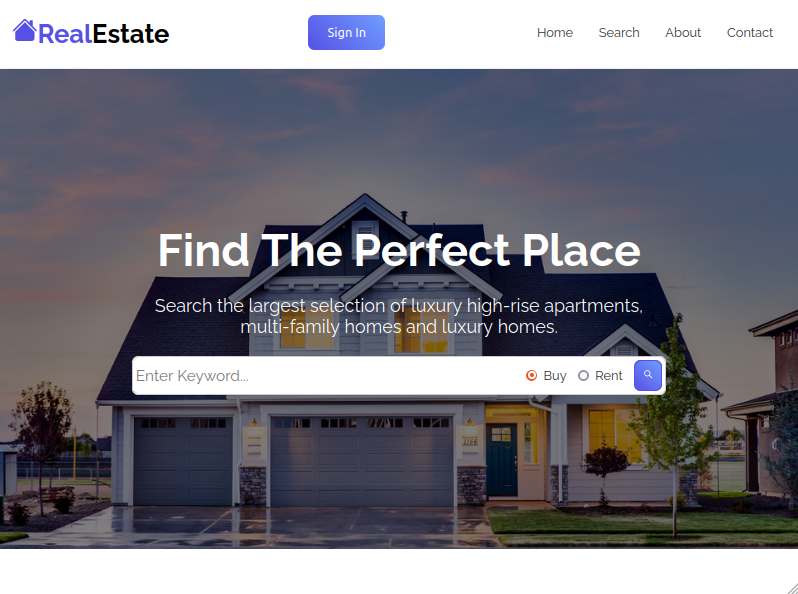 RealEstate
Sign In
Home
Search
About
Contact
Find The Perfect Place
Search the largest selection of luxury high-rise apartments,
multi-family homes and luxury homes.
Enter Keyword...
Buy
Rent